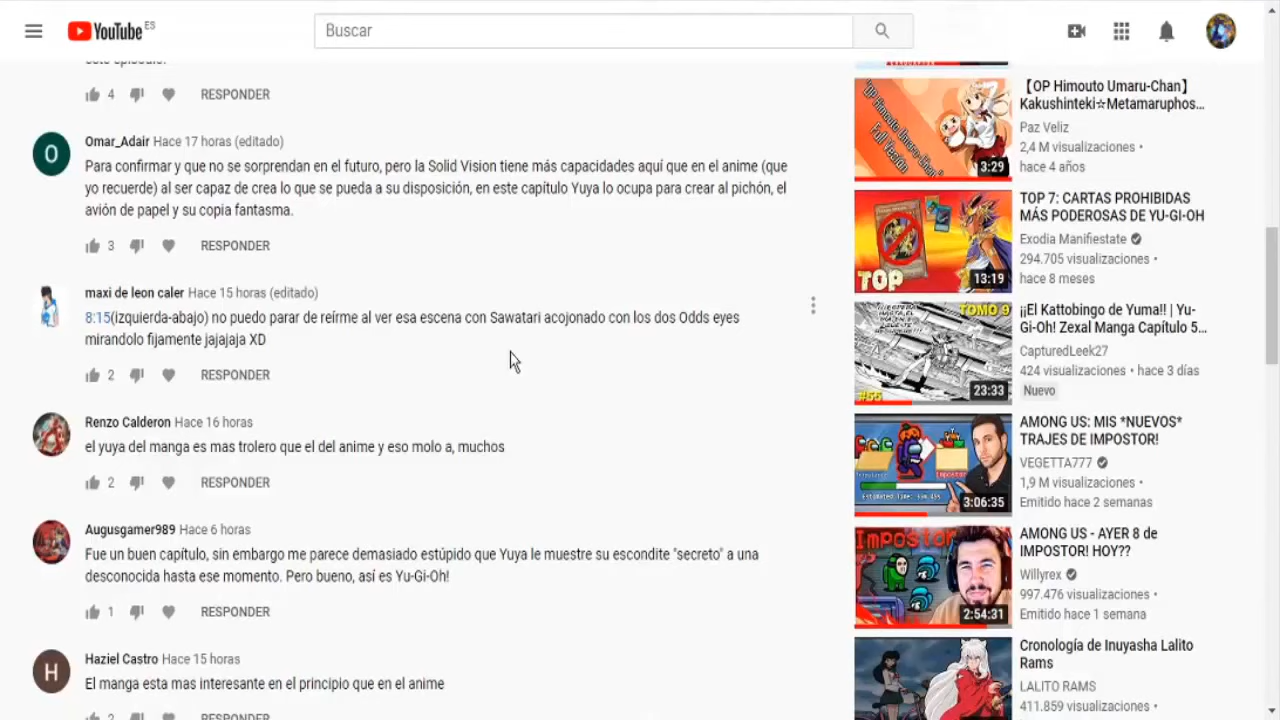 YouTube ES
Buscar
este episodio.
4 RESPONDER
Omar_Adair Hace 17 horas (editado)
Para confirmar y que no se sorprendan en el futuro, pero la Solid Vision tiene más capacidades aquí que en el anime (que
yo recuerde) al ser capaz de crea lo que se pueda a su disposición, en este capítulo Yuya lo ocupa para crear al pichón, el
avión de papel y su copia fantasma.
3 RESPONDER
maxi de leon caler Hace 15 horas (editado)
8:15(izquierda-abajo) no puedo parar de reírme al ver esa escena con Sawatari acojonado con los dos Odds eyes
mirandolo fijamente jajajaja XD
2 RESPONDER
Renzo Calderon Hace 16 horas
el yuya del manga es mas trolero que el del anime y eso molo a, muchos
2 RESPONDER
Augusgamer989 Hace 6 horas
Fue un buen capítulo, sin embargo me parece demasiado estúpido que Yuya le muestre su escondite "secreto" a una
desconocida hasta ese momento. Pero bueno, así es Yu-Gi-Oh!
1 RESPONDER
H
Haziel Castro Hace 15 horas
El manga esta mas interesante en el principio que en el anime
2 RESPONDER
O
"OP Himouto Umaru-Chan"
Full Version
3:29
【OP Himouto Umaru-Chan】
Kakushinteki☆Metamaruphos...
Paz Veliz
2,4 M visualizaciones •
hace 4 años
TOP
13:19
TOP 7: CARTAS PROHIBIDAS
MÁS PODEROSAS DE YU-GI-OH
Exodia Manifiestate
294.705 visualizaciones •
hace 8 meses
TOMO 9
#55
23:33
¡¡El Kattobingo de Yuma!! | Yu-
Gi-Oh! Zexal Manga Capítulo 5...
CapturedLeek27
424 visualizaciones • hace 3 días
Nuevo
3:06:35
AMONG US: MIS *NUEVOS*
TRAJES DE IMPOSTOR!
VEGETTA777
1,9 M visualizaciones •
Emitido hace 2 semanas
Impostor
2:54:31
AMONG US - AYER 8 de
IMPOSTOR! HOY??
Willyrex
997.476 visualizaciones •
Emitido hace 1 semana
Cronología de Inuyasha Lalito
Rams
LALITO RAMS
411.859 visualizaciones •